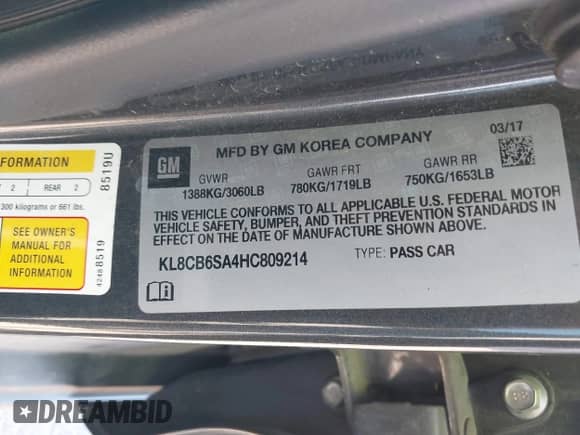 GM
MFD BY GM KOREA COMPANY
03/17
GVWR
GAWR FRT
GAWR RR
1388KG/3060LB
780KG/1719LB
750KG/1653LB
THIS VEHICLE CONFORMS TO ALL APPLICABLE U.S. FEDERAL MOTOR
VEHICLE SAFETY, BUMPER, AND THEFT PREVENTION STANDARDS IN
EFFECT ON THE DATE OF MANUFACTURE SHOWN ABOVE.
KL8CB6SA4HC809214
TYPE: PASS CAR
FORMATION
2
REAR 2
300 kilograms or 661 lbs.
SEE OWNER'S
MANUAL FOR
ADDITIONAL
INFORMATION
8519U
42488519
DREAMBID